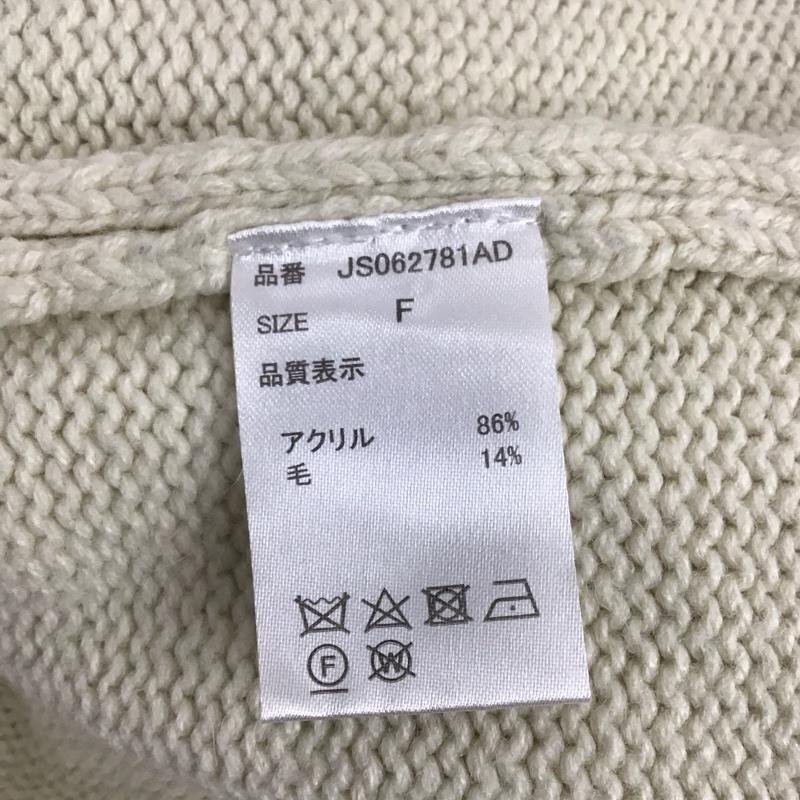 品番 JS062781AD
SIZE F
品質表示
アクリル 86%
毛 14%
F W